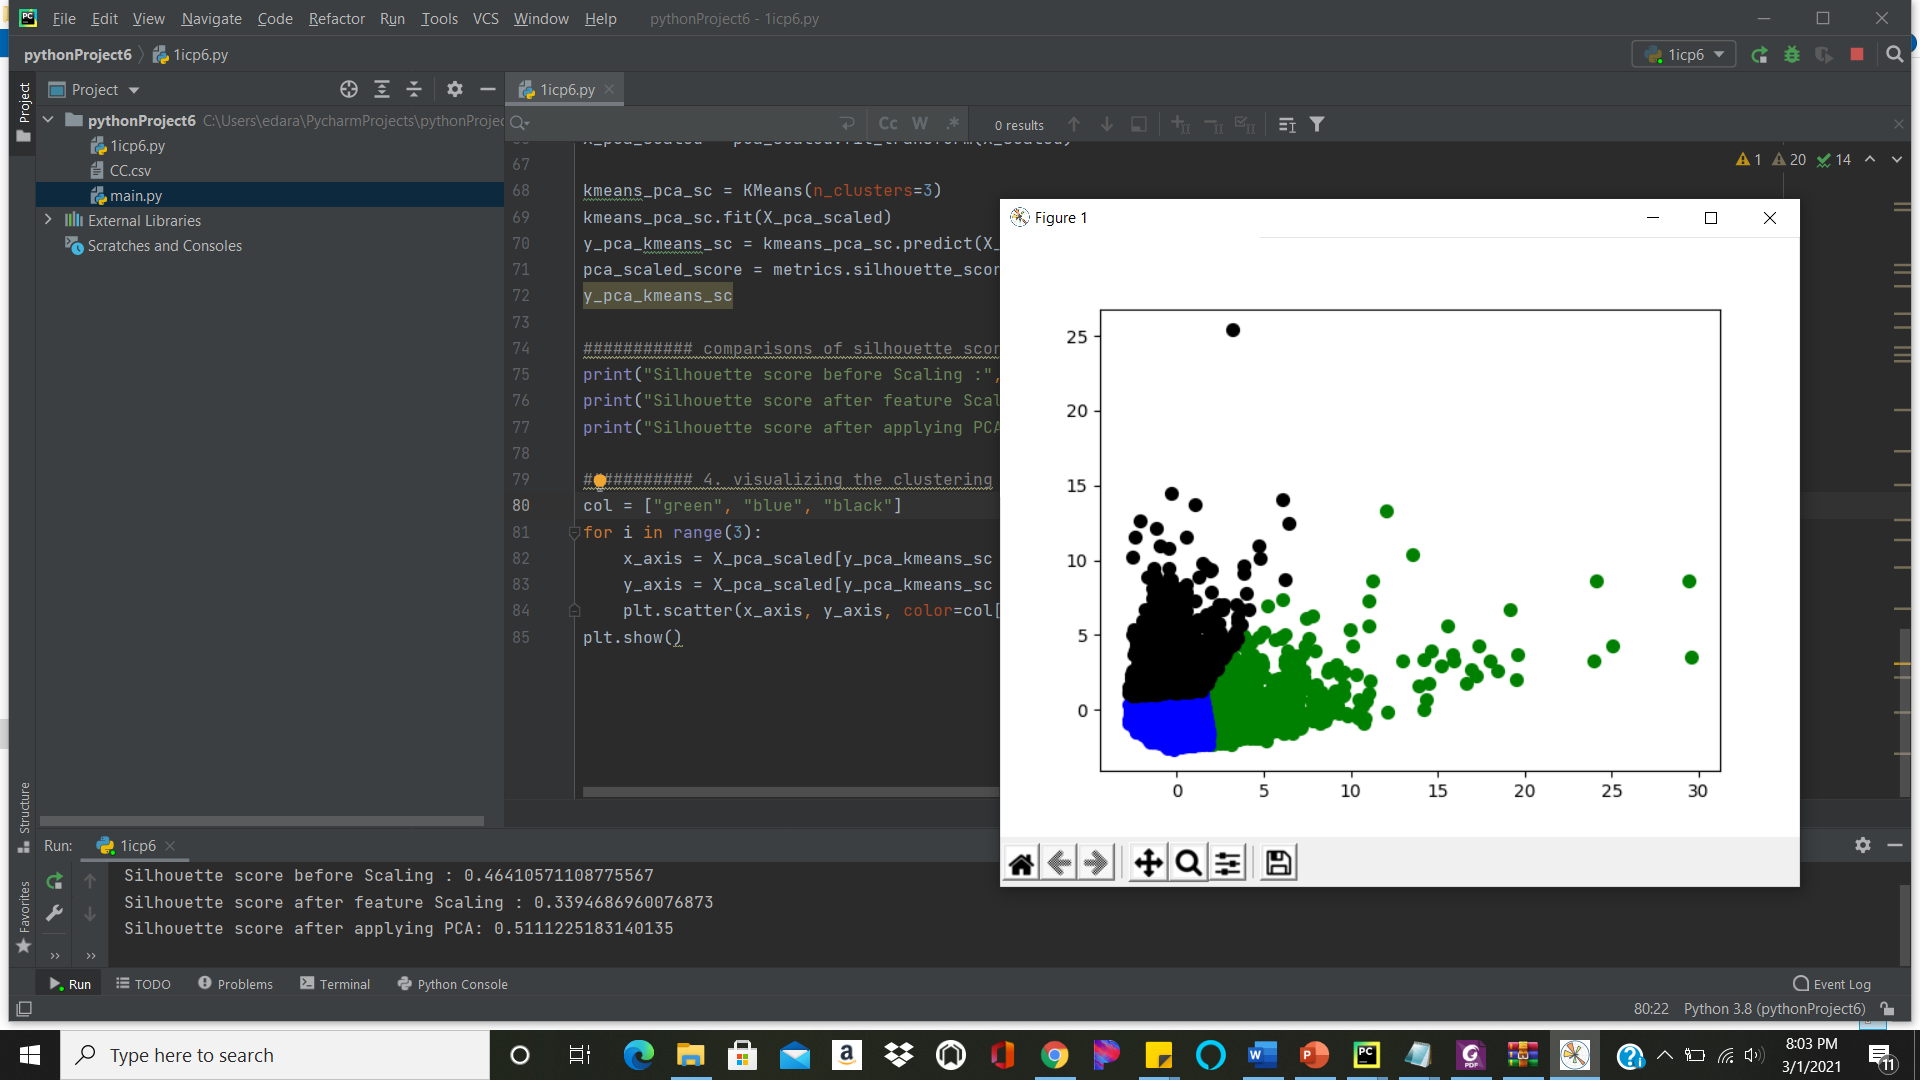 PC File Edit View Navigate Code Refactor Run Tools VCS Window Help pythonProject6 - 1icp6.py
pythonProject6 1icp6.py 1icp6
Project
Project
1icp6.py
pythonProject6 C:\Users\edara\PycharmProjects\pythonProjec
1icp6.py
CC.csv
main.py
External Libraries
Scratches and Consoles
Cc W .* 0 results
1 20 14
67
68 kmeans_pca_sc = KMeans(n_clusters=3)
69 kmeans_pca_sc.fit(X_pca_scaled)
70 y_pca_kmeans_sc = kmeans_pca_sc.predict(X_
71 pca_scaled_score = metrics.silhouette_scor
72 y_pca_kmeans_sc
73
74 ########### comparisons of silhouette scor
75 print("Silhouette score before Scaling :",
76 print("Silhouette score after feature Scal
77 print("Silhouette score after applying PCA
78
79 ########### 4. visualizing the clustering
80 col = ["green", "blue", "black"]
81 for i in range(3):
82 x_axis = X_pca_scaled[y_pca_kmeans_sc
83 y_axis = X_pca_scaled[y_pca_kmeans_sc
84 plt.scatter(x_axis, y_axis, color=col[
85 plt.show()
Figure 1
25
20
15
10
5
0
0 5 10 15 20 25 30
Structure
Favorites
Run: 1icp6
Silhouette score before Scaling : 0.46410571108775567
Silhouette score after feature Scaling : 0.3394686960076873
Silhouette score after applying PCA: 0.5111225183140135
Run TODO Problems Terminal Python Console Event Log
80:22 Python 3.8 (pythonProject6)
Type here to search
8:03 PM
3/1/2021
11